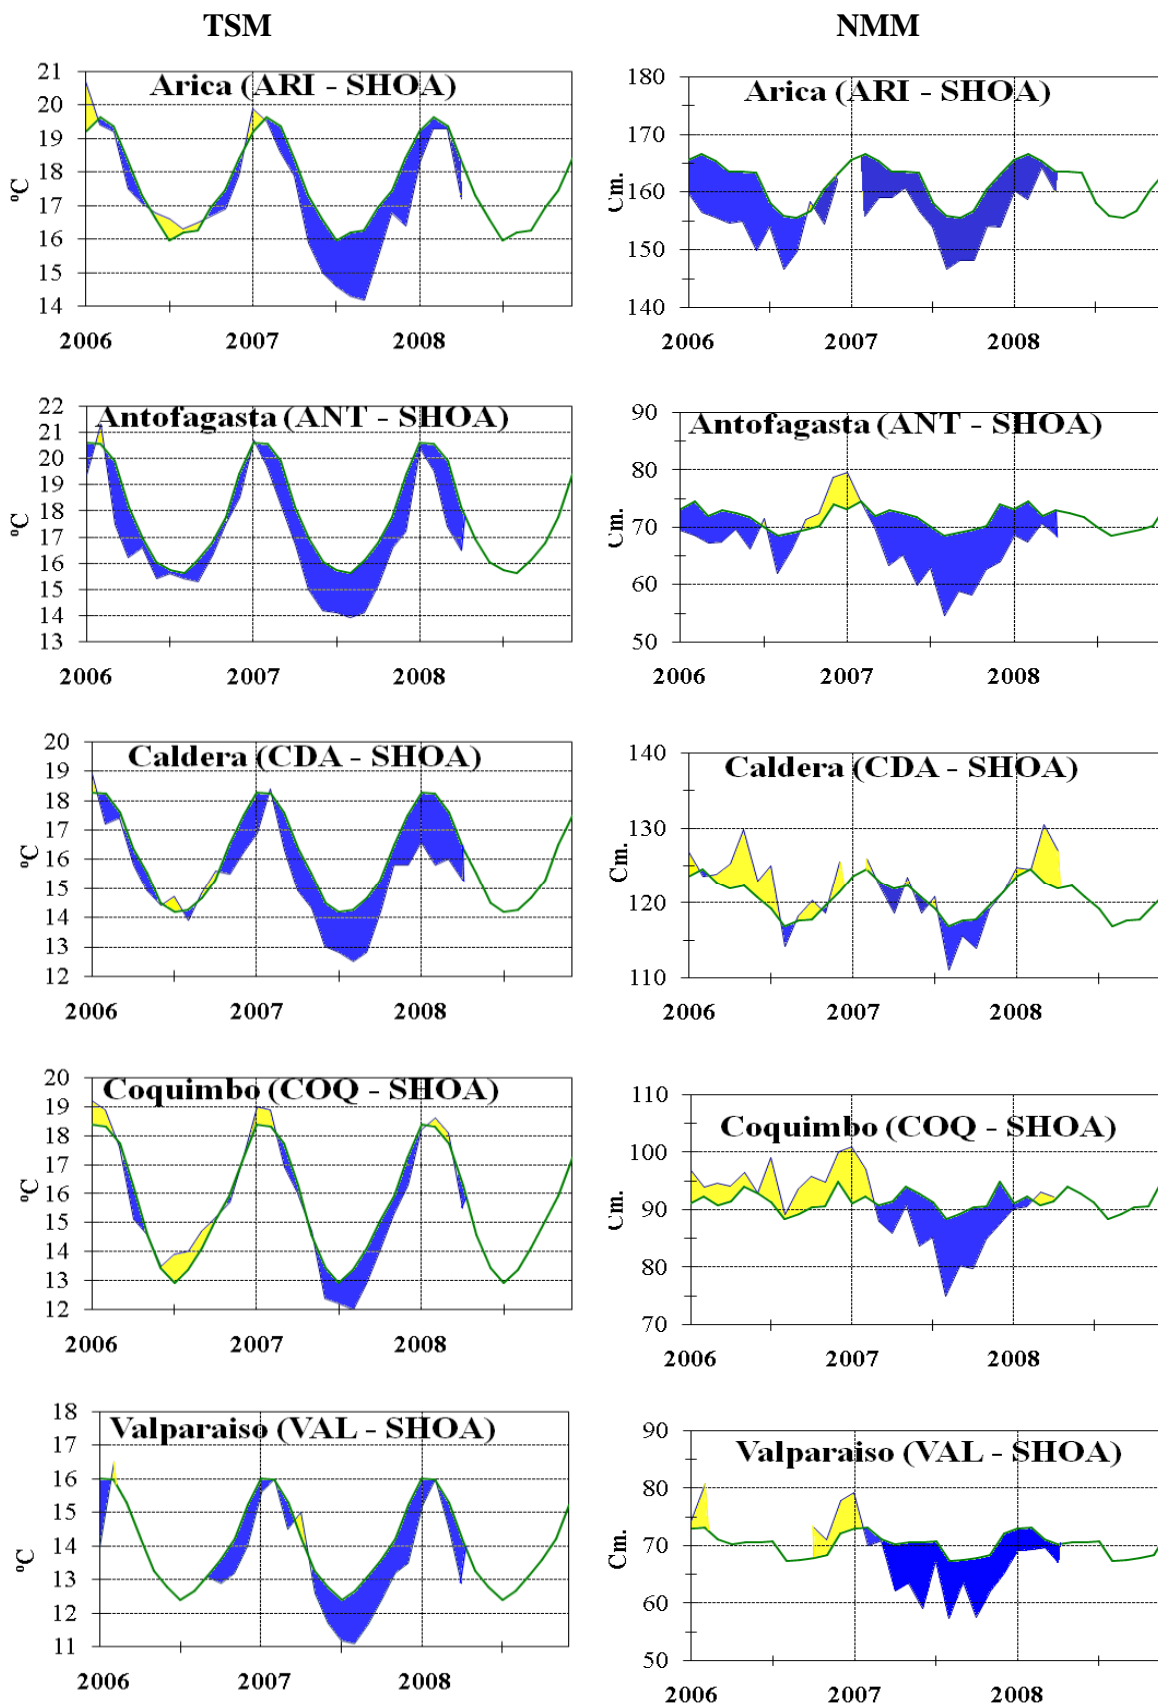 TSM
NMM
Arica (ARI - SHOA)
21
20
19
18
17
16
15
14
ºC
2006 2007 2008
Arica (ARI - SHOA)
180
170
160
150
140
Cm.
2006 2007 2008
Antofagasta (ANT - SHOA)
22
21
20
19
18
17
16
15
14
13
ºC
2006 2007 2008
Antofagasta (ANT - SHOA)
90
80
70
60
50
Cm.
2006 2007 2008
Caldera (CDA - SHOA)
20
19
18
17
16
15
14
13
12
ºC
2006 2007 2008
Caldera (CDA - SHOA)
140
130
120
110
Cm.
2006 2007 2008
Coquimbo (COQ - SHOA)
20
19
18
17
16
15
14
13
12
ºC
2006 2007 2008
Coquimbo (COQ - SHOA)
110
100
90
80
70
Cm.
2006 2007 2008
Valparaiso (VAL - SHOA)
18
17
16
15
14
13
12
11
ºC
2006 2007 2008
Valparaiso (VAL - SHOA)
90
80
70
60
50
Cm.
2006 2007 2008